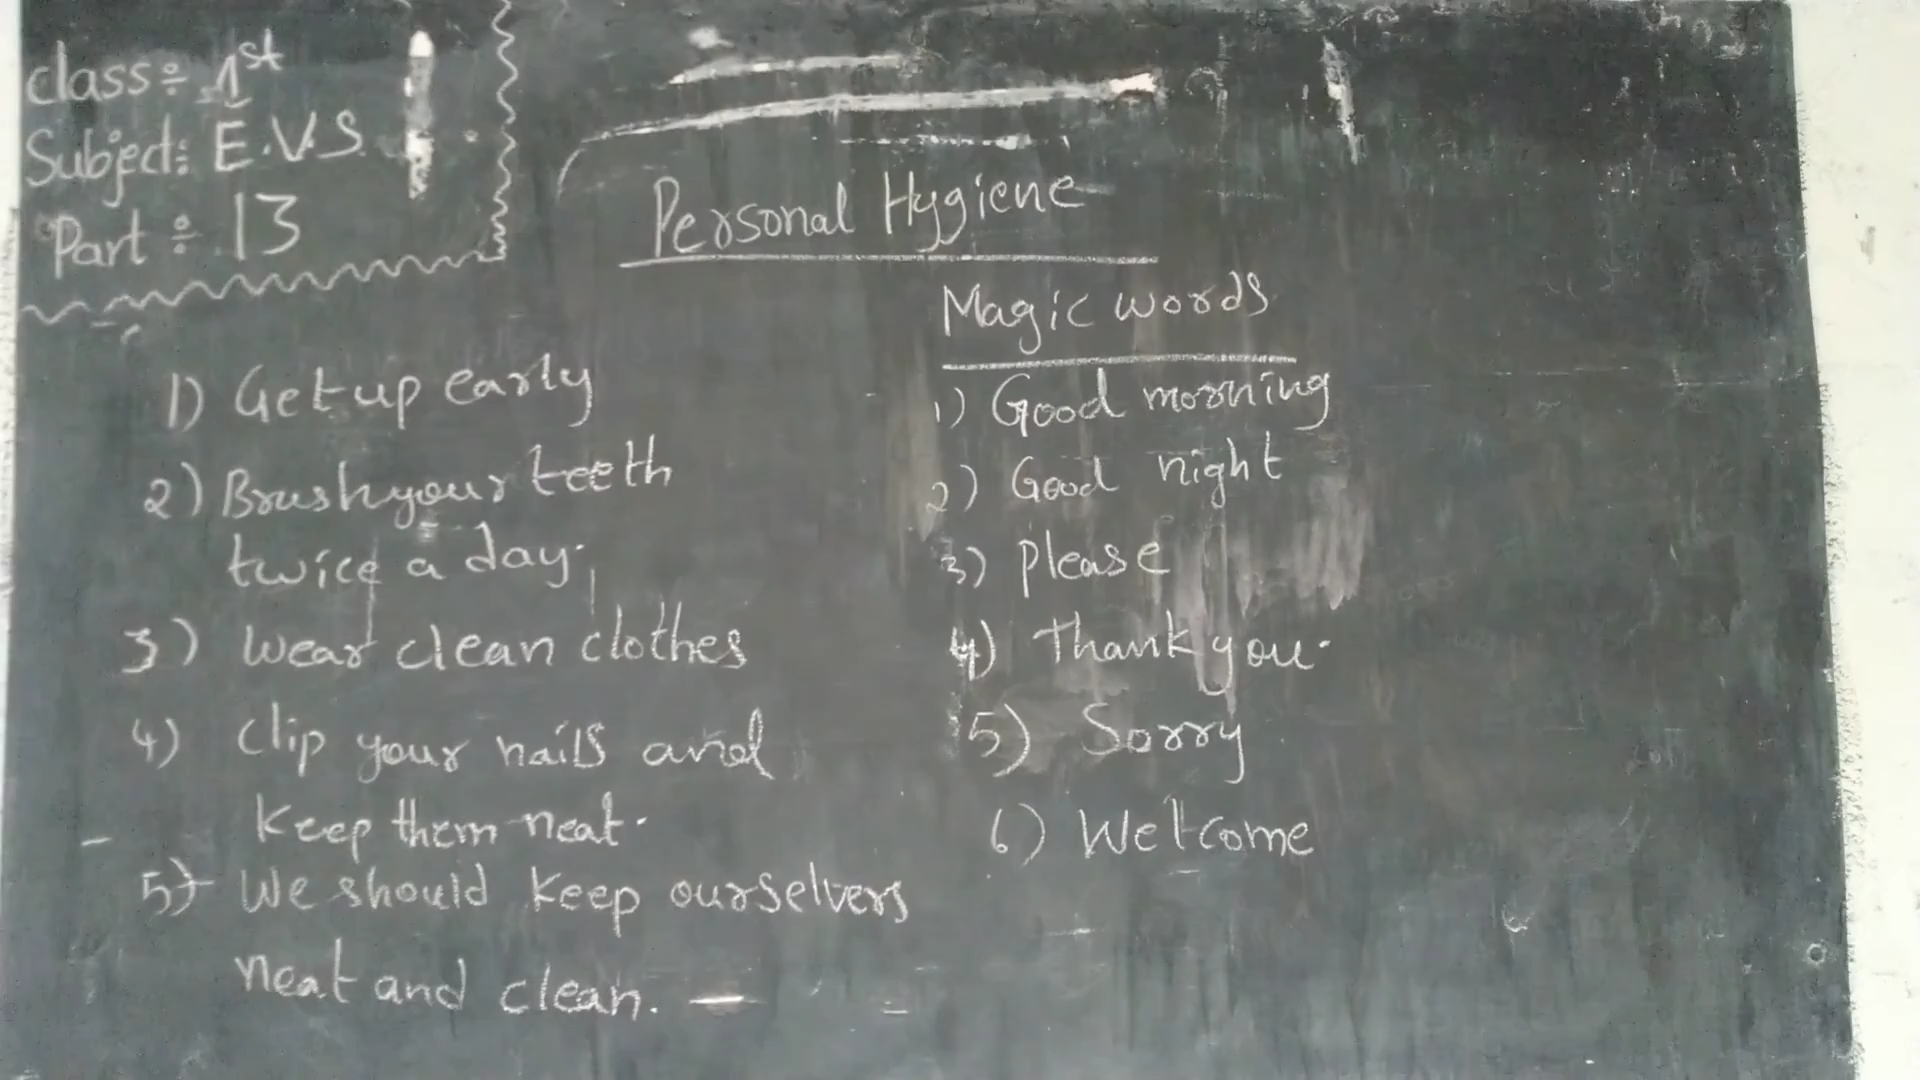 class÷ 1st
Subject: E.V.S.
Part ÷ 13
Personal Hygiene
1) Get up early
2) Brush your teeth
twice a day.
3) wear clean clothes
4) Clip your nails and
keep them neat.
5) We should keep ourselvers
neat and clean.
Magic words
1) Good morning
2) Good night
3) please
4) Thank you.
5) Sorry
6) Welcome